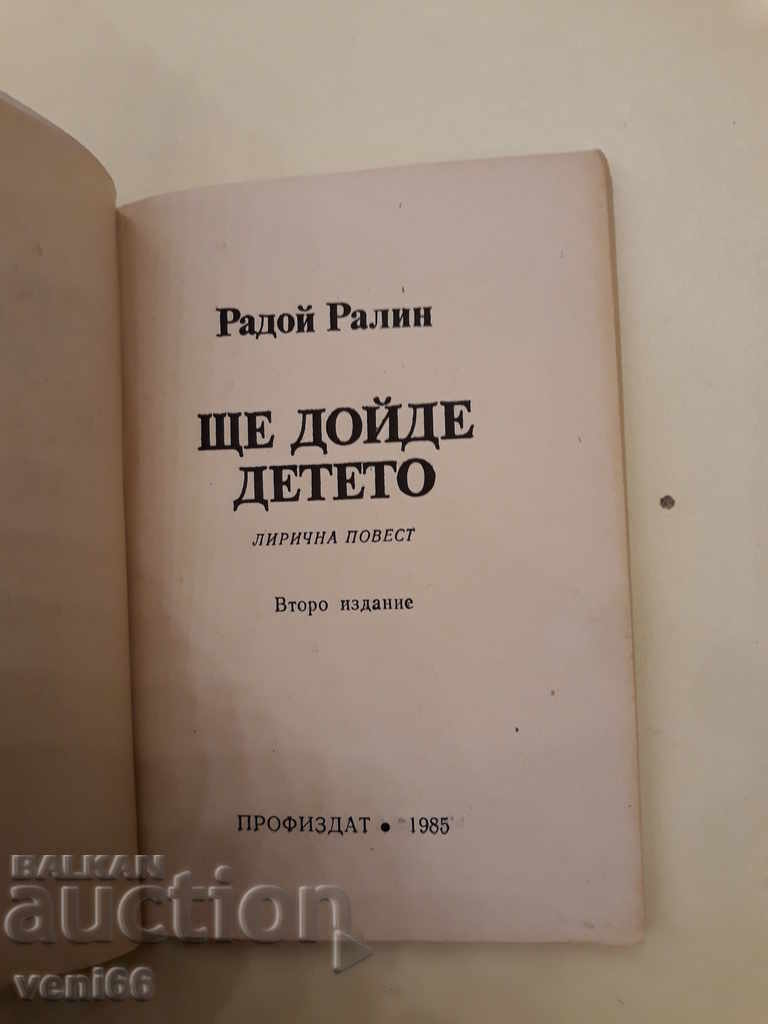 Радой Ралин
ЩЕ ДОЙДЕ
ДЕТЕТО
ЛИРИЧНА ПОВЕСТ
Второ издание
ПРОФИЗДАТ • 1985
BALKAN
auction
veni66